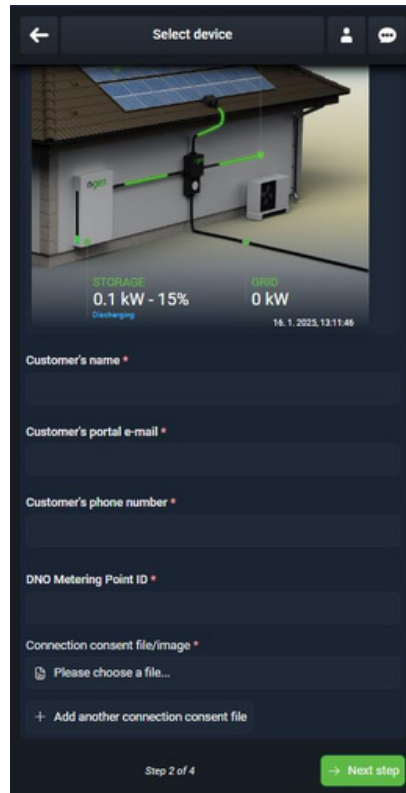 Select device
ngen
STORAGE
GRID
0.1 kW - 15%
0 kW
Discharging
16. 1. 2025, 13:11:46
Customer's name *
Customer's portal e-mail *
Customer's phone number *
DNO Metering Point ID *
Connection consent file/image *
Please choose a file...
+ Add another connection consent file
Step 2 of 4
→ Next step